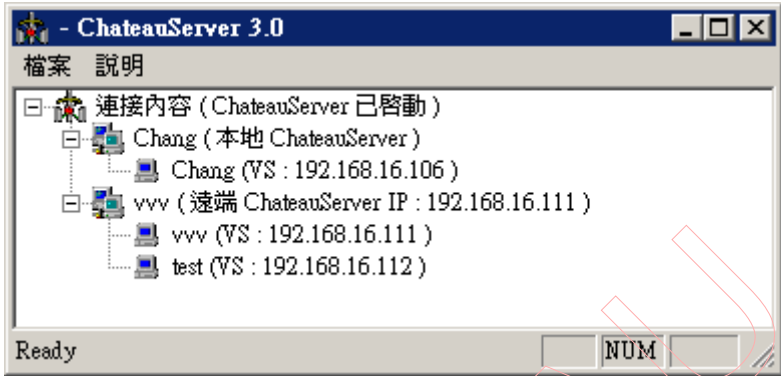 - ChateauServer 3.0
檔案 說明
連接內容 ( ChateauServer 已啓動 )
Chang ( 本地 ChateauServer )
Chang (VS : 192.168.16.106 )
vvv ( 遠端 ChateauServer IP : 192.168.16.111 )
vvv (VS : 192.168.16.111 )
test (VS : 192.168.16.112 )
Ready NUM